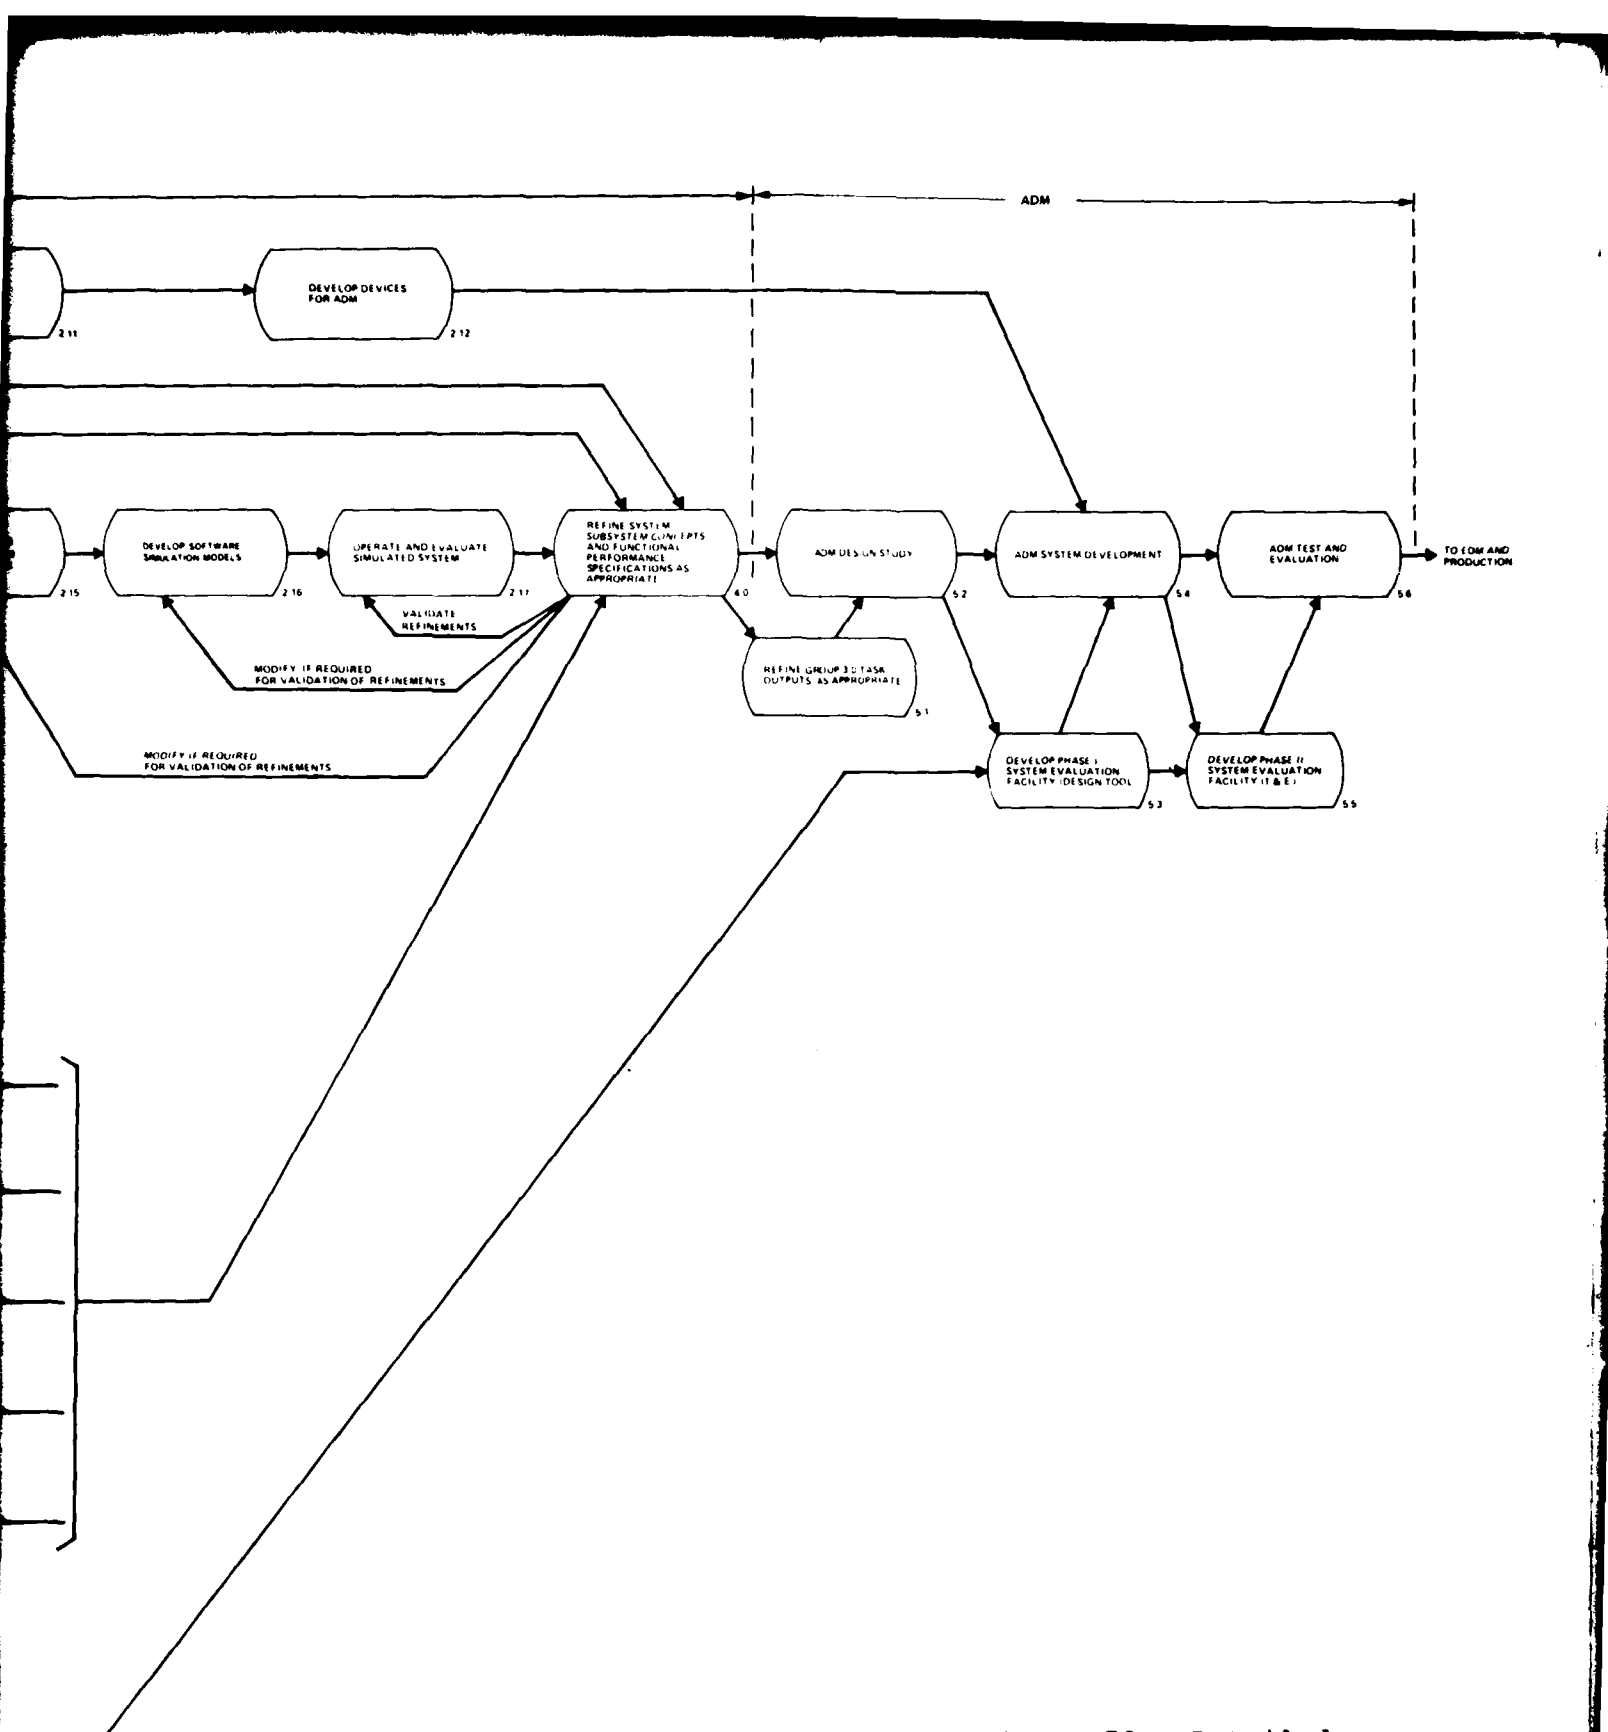 ADM
DEVELOP DEVICES
FOR ADM
2.11
2.12
DEVELOP SOFTWARE
SIMULATION MODELS
OPERATE AND EVALUATE
SIMULATED SYSTEM
REFINE SYSTEM
SUBSYSTEM CONCEPTS
AND FUNCTIONAL
PERFORMANCE
SPECIFICATIONS AS
APPROPRIATE
ADM DESIGN STUDY
ADM SYSTEM DEVELOPMENT
ADM TEST AND
EVALUATION
TO EDM AND
PRODUCTION
2.15
2.16
2.17
4.0
5.2
5.4
5.6
VALIDATE
REFINEMENTS
MODIFY IF REQUIRED
FOR VALIDATION OF REFINEMENTS
REFINE GROUP 3.0 TASK
OUTPUTS AS APPROPRIATE
5.1
MODIFY IF REQUIRED
FOR VALIDATION OF REFINEMENTS
DEVELOP PHASE I
SYSTEM EVALUATION
FACILITY (DESIGN TOOL
5.3
DEVELOP PHASE II
SYSTEM EVALUATION
FACILITY (T & E)
5.5